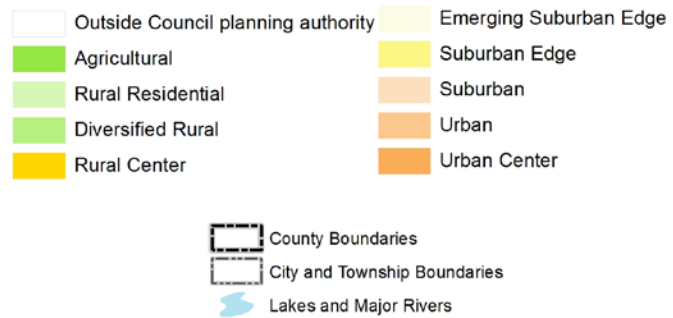 Outside Council planning authority
Agricultural
Rural Residential
Diversified Rural
Rural Center
Emerging Suburban Edge
Suburban Edge
Suburban
Urban
Urban Center
County Boundaries
City and Township Boundaries
Lakes and Major Rivers